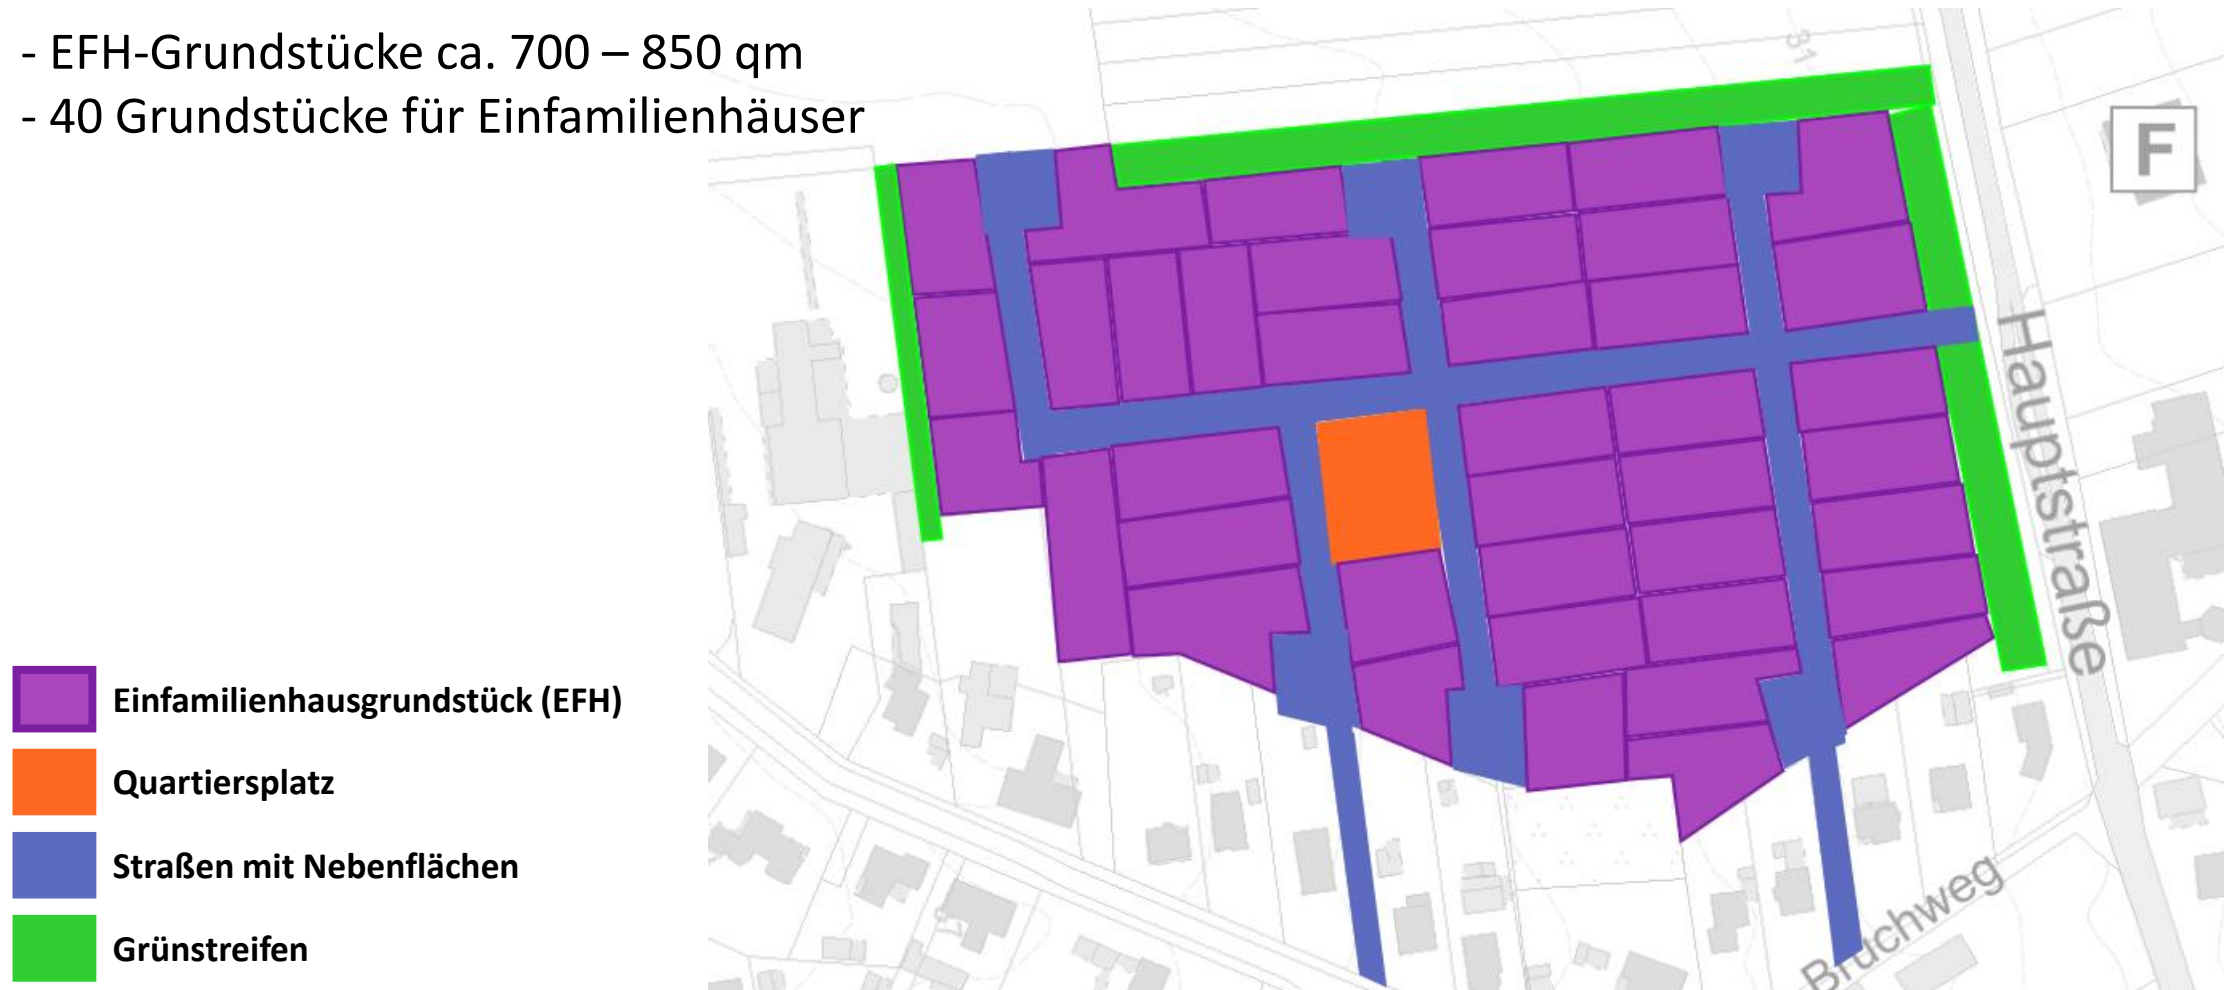 - EFH-Grundstücke ca. 700 – 850 qm
- 40 Grundstücke für Einfamilienhäuser
31
F
Hauptstraße
Einfamilienhausgrundstück (EFH)
Quartiersplatz
Straßen mit Nebenflächen
Grünstreifen
Bruchweg